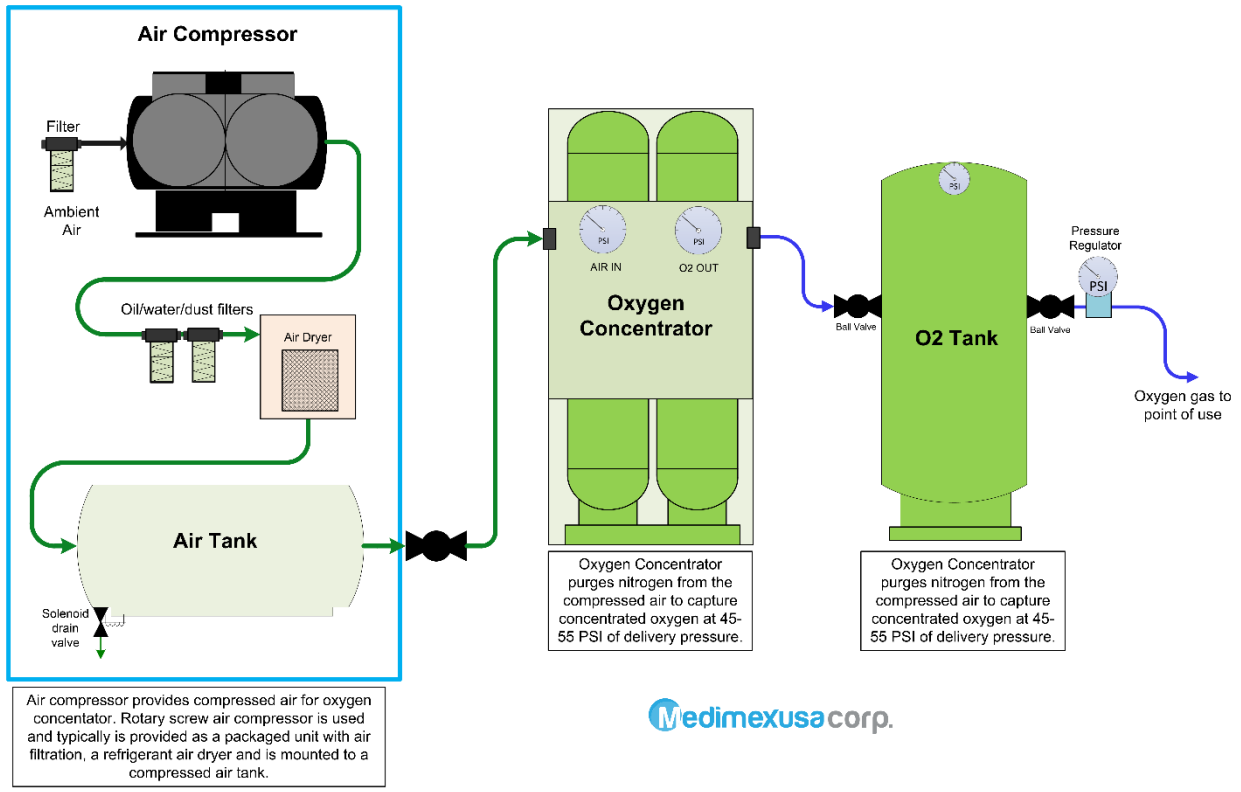 Air Compressor
Filter
Ambient
Air
Oil/water/dust filters
Air Dryer
Air Tank
Solenoid
drain
valve
Air compressor provides compressed air for oxygen
concentator. Rotary screw air compressor is used
and typically is provided as a packaged unit with air
filtration, a refrigerant air dryer and is mounted to a
compressed air tank.
PSI
PSI
AIR IN
O2 OUT
Oxygen
Concentrator
Oxygen Concentrator
purges nitrogen from the
compressed air to capture
concentrated oxygen at 45-
55 PSI of delivery pressure.
PSI
Ball Valve
O2 Tank
Ball Valve
Pressure
Regulator
PSI
Oxygen gas to
point of use
Oxygen Concentrator
purges nitrogen from the
compressed air to capture
concentrated oxygen at 45-
55 PSI of delivery pressure.
Medimexusa corp.